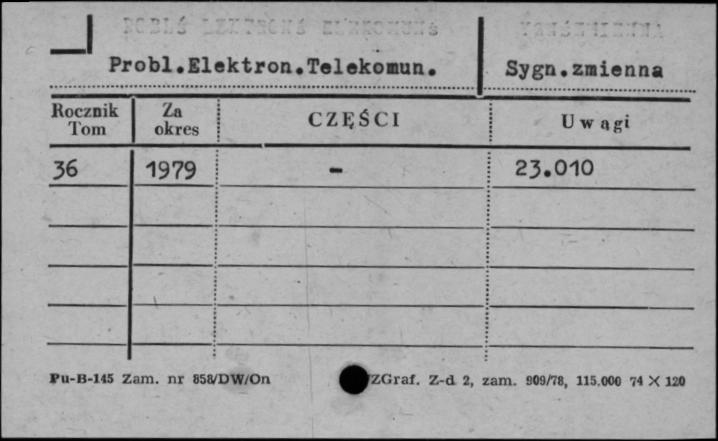 Probl.Elektron.Telekomun. Sygn.zmienna
Rocznik Tom Za okres CZĘŚCI Uwagi
36 1979 - 23.010
Pu-B-145 Zam. nr 858/DW/On ZGraf. Z-d 2, zam. 909/78, 115.000 74 X 120